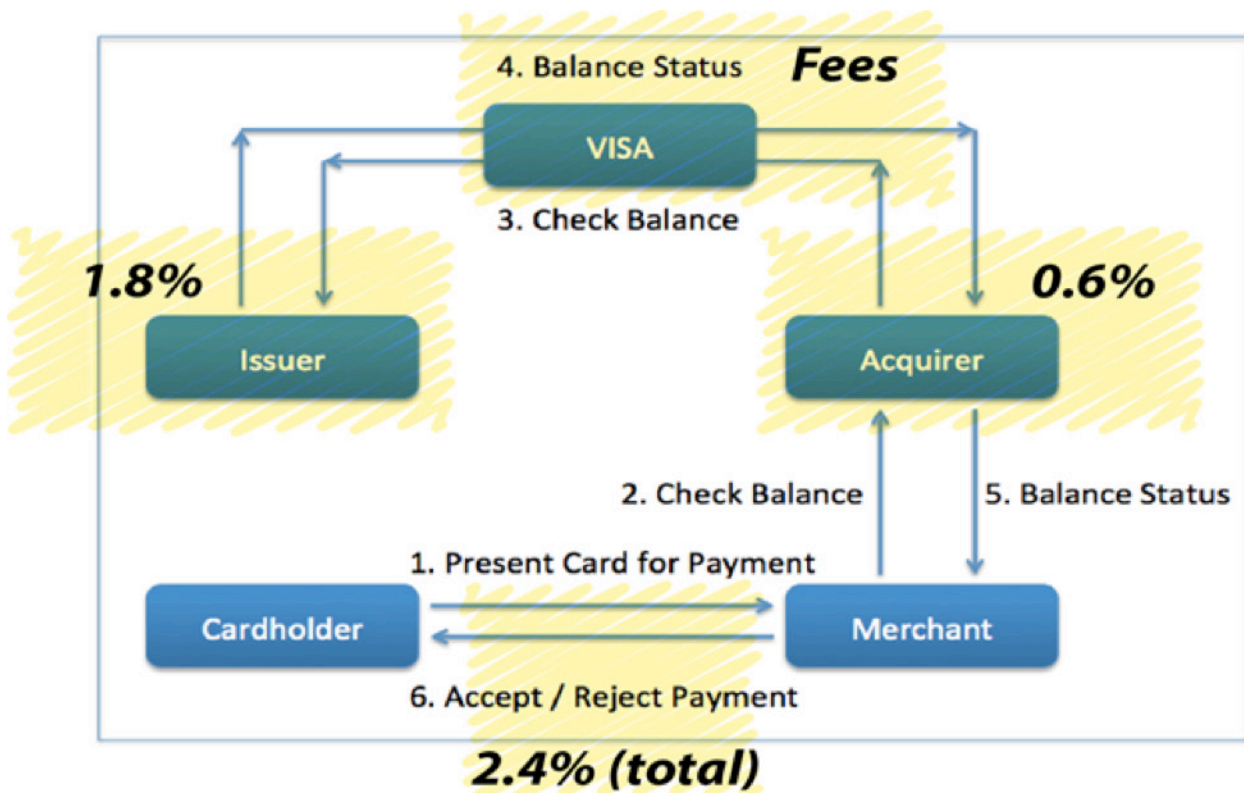 4. Balance Status
Fees
VISA
3. Check Balance
1.8%
0.6%
Issuer
Acquirer
2. Check Balance
5. Balance Status
1. Present Card for Payment
Cardholder
Merchant
6. Accept / Reject Payment
2.4% (total)